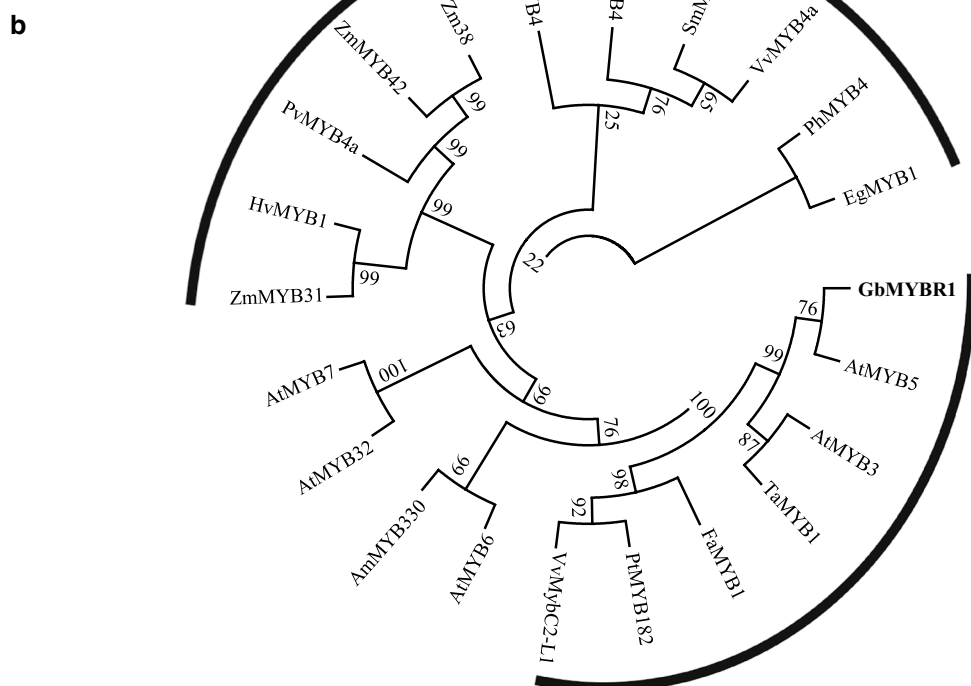 b
Zm38
ZmMYB42
PvMYB4a
HvMYB1
ZmMYB31
AtMYB7
AtMYB32
AmMYB330
AtMYB6
VvMybC2-L1
PtMYB182
FaMYB1
TaMYB1
AtMYB3
AtMYB5
GbMYBR1
EgMYB1
PhMYB4
VvMYB4a
99
99
99
99
25
76
65
22
63
66
100
76
66
100
98
92
99
76
87